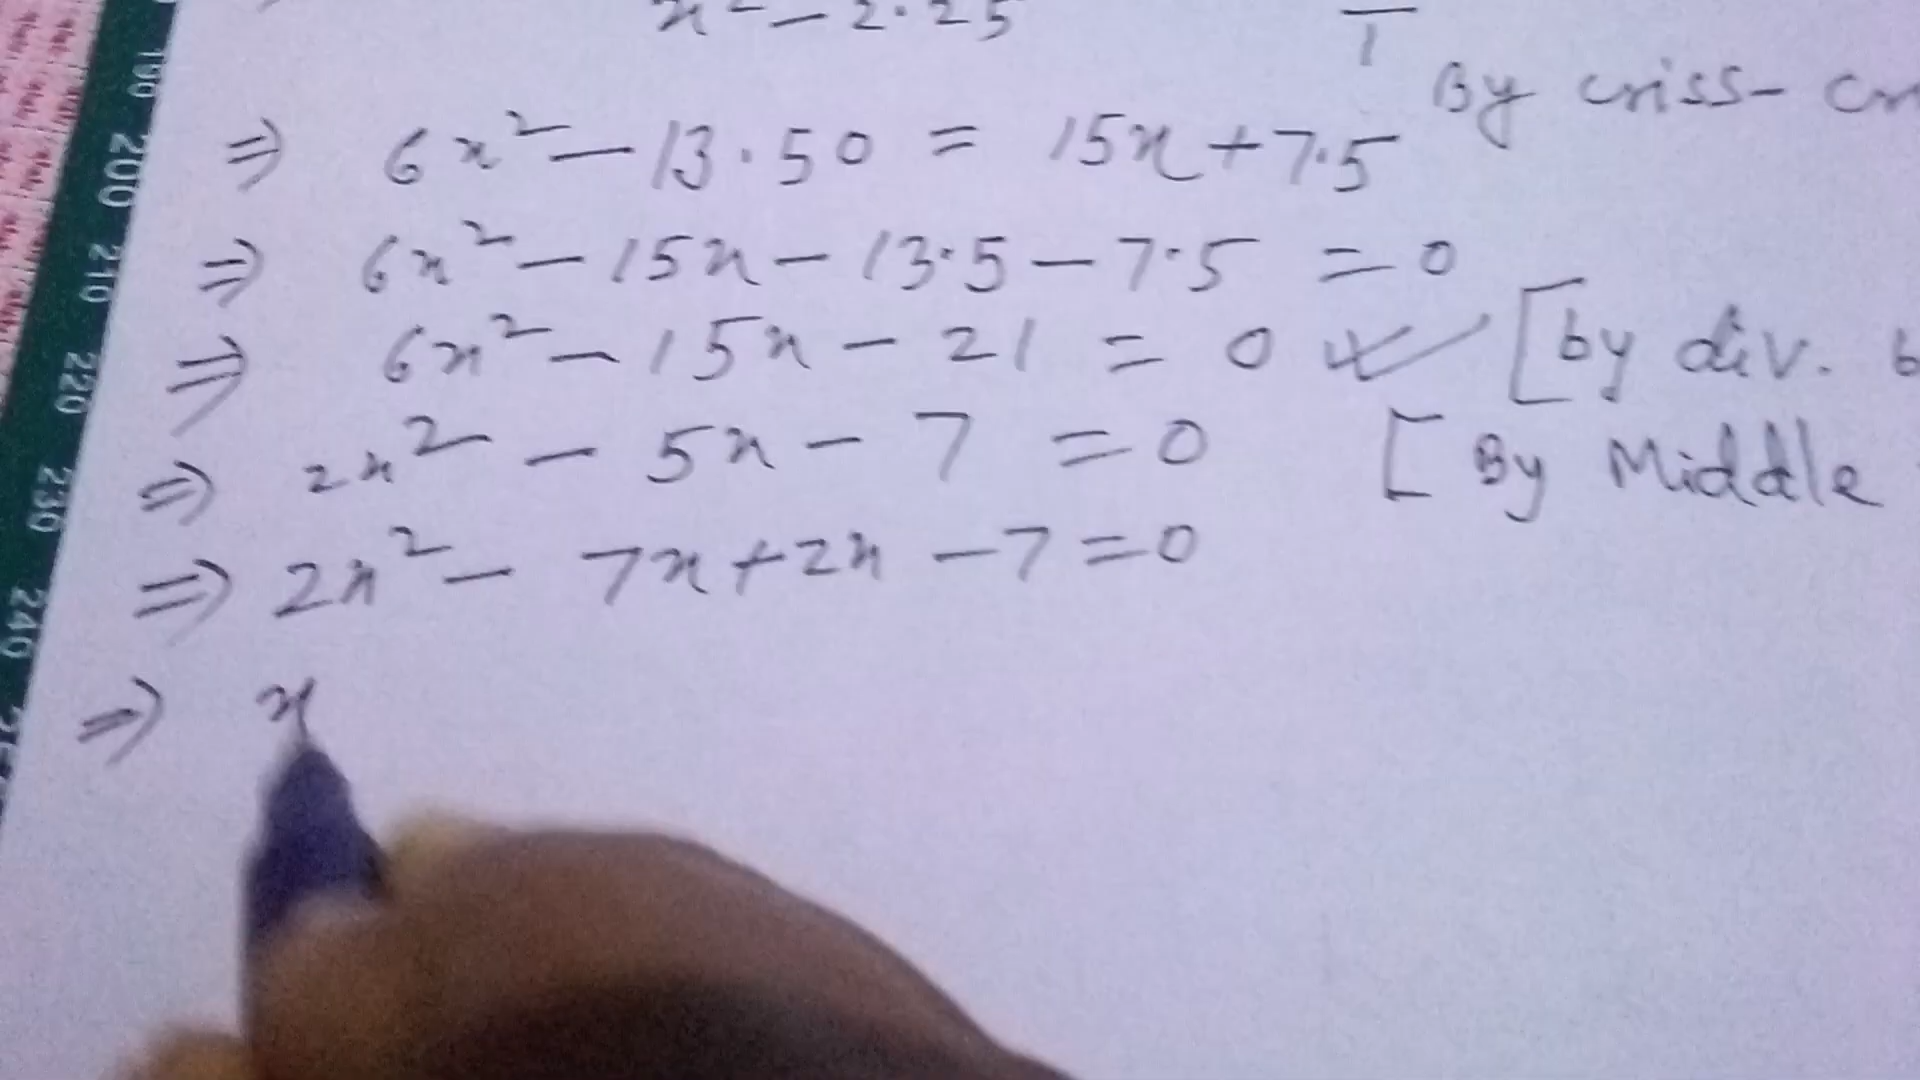 x² - 2.25
1
By criss-
⇒ 6x² - 13.50 = 15x + 7.5
⇒ 6x² - 15x - 13.5 - 7.5 = 0
⇒ 6x² - 15x - 21 = 0 [by div.
⇒ 2x² - 5x - 7 = 0 [By Middle
⇒ 2x² - 7x + 2x - 7 = 0
⇒ x
190
200
210
220
230
240